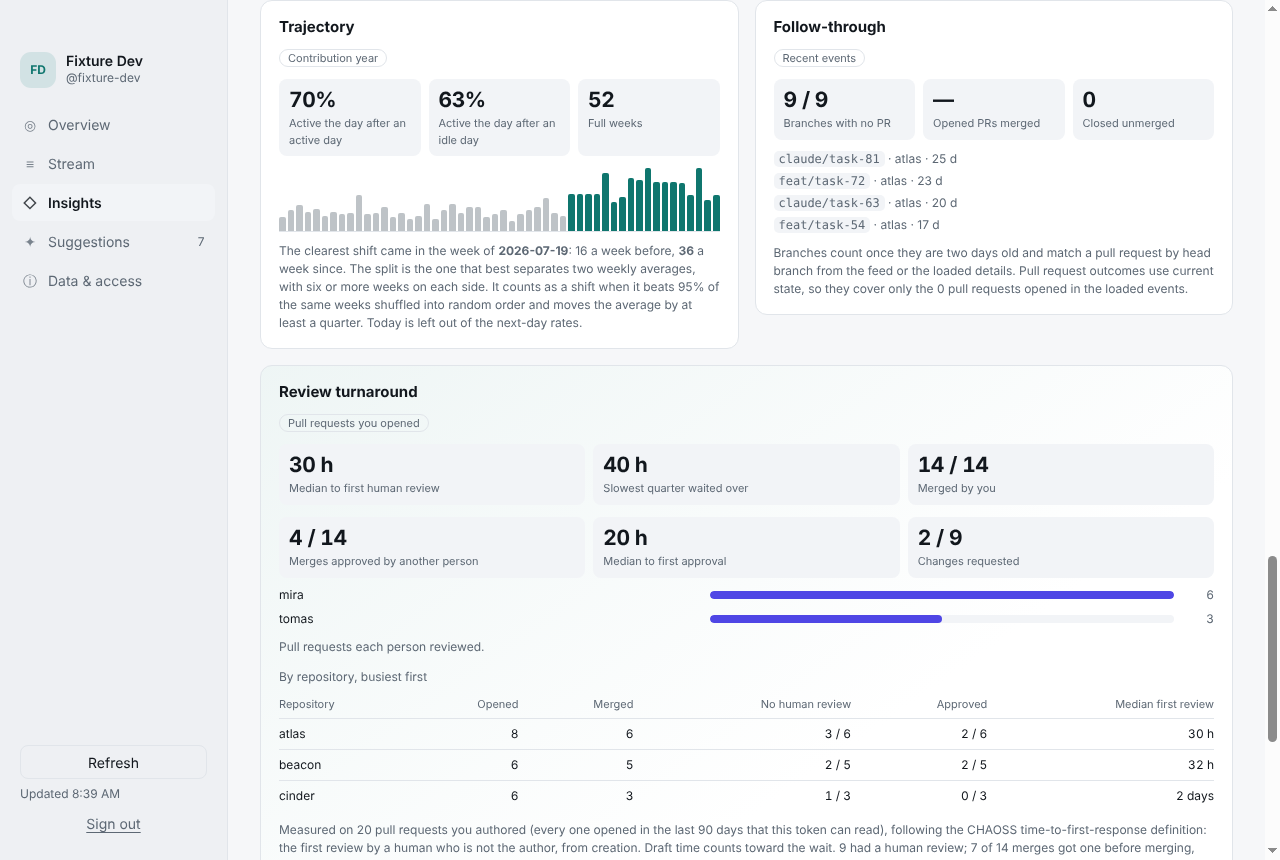 FD
Fixture Dev
@fixture-dev
Overview
Stream
Insights
Suggestions 7
Data & access
Refresh
Updated 8:39 AM
Sign out
Trajectory
Contribution year
70%
Active the day after an
active day
63%
Active the day after an
idle day
52
Full weeks
The clearest shift came in the week of 2026-07-19: 16 a week before, 36 a
week since. The split is the one that best separates two weekly averages,
with six or more weeks on each side. It counts as a shift when it beats 95% of
the same weeks shuffled into random order and moves the average by at
least a quarter. Today is left out of the next-day rates.
Follow-through
Recent events
9 / 9
Branches with no PR
—
Opened PRs merged
0
Closed unmerged
claude/task-81 · atlas · 25 d
feat/task-72 · atlas · 23 d
claude/task-63 · atlas · 20 d
feat/task-54 · atlas · 17 d
Branches count once they are two days old and match a pull request by head
branch from the feed or the loaded details. Pull request outcomes use current
state, so they cover only the 0 pull requests opened in the loaded events.
Review turnaround
Pull requests you opened
30 h
Median to first human review
40 h
Slowest quarter waited over
14 / 14
Merged by you
4 / 14
Merges approved by another person
20 h
Median to first approval
2 / 9
Changes requested
mira 6
tomas 3
Pull requests each person reviewed.
By repository, busiest first
Repository Opened Merged No human review Approved Median first review
atlas 8 6 3 / 6 2 / 6 30 h
beacon 6 5 2 / 5 2 / 5 32 h
cinder 6 3 1 / 3 0 / 3 2 days
Measured on 20 pull requests you authored (every one opened in the last 90 days that this token can read), following the CHAOSS time-to-first-response definition:
the first review by a human who is not the author, from creation. Draft time counts toward the wait. 9 had a human review; 7 of 14 merges got one before merging,